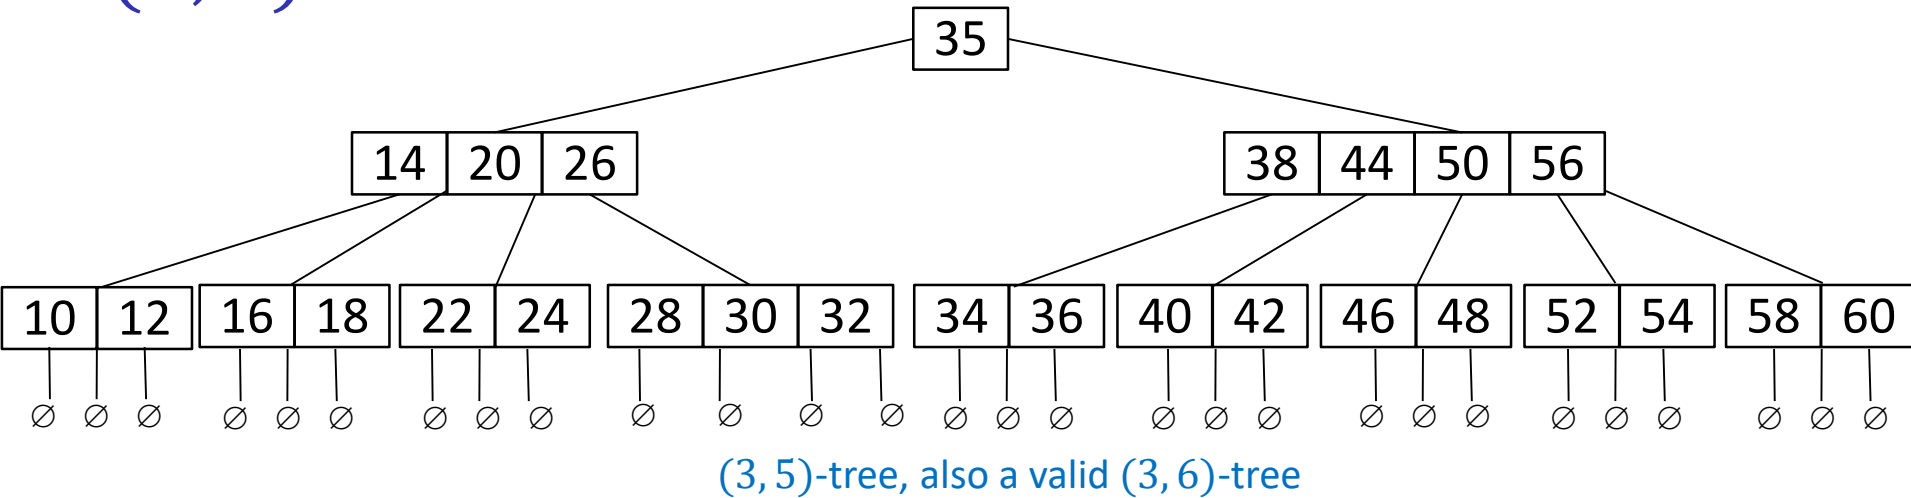 35
14 20 26 38 44 50 56
10 12 16 18 22 24 28 30 32 34 36 40 42 46 48 52 54 58 60
∅ ∅ ∅ ∅ ∅ ∅ ∅ ∅ ∅ ∅ ∅ ∅ ∅ ∅ ∅ ∅ ∅ ∅ ∅ ∅ ∅ ∅ ∅ ∅ ∅ ∅ ∅ ∅
(3, 5)-tree, also a valid (3, 6)-tree